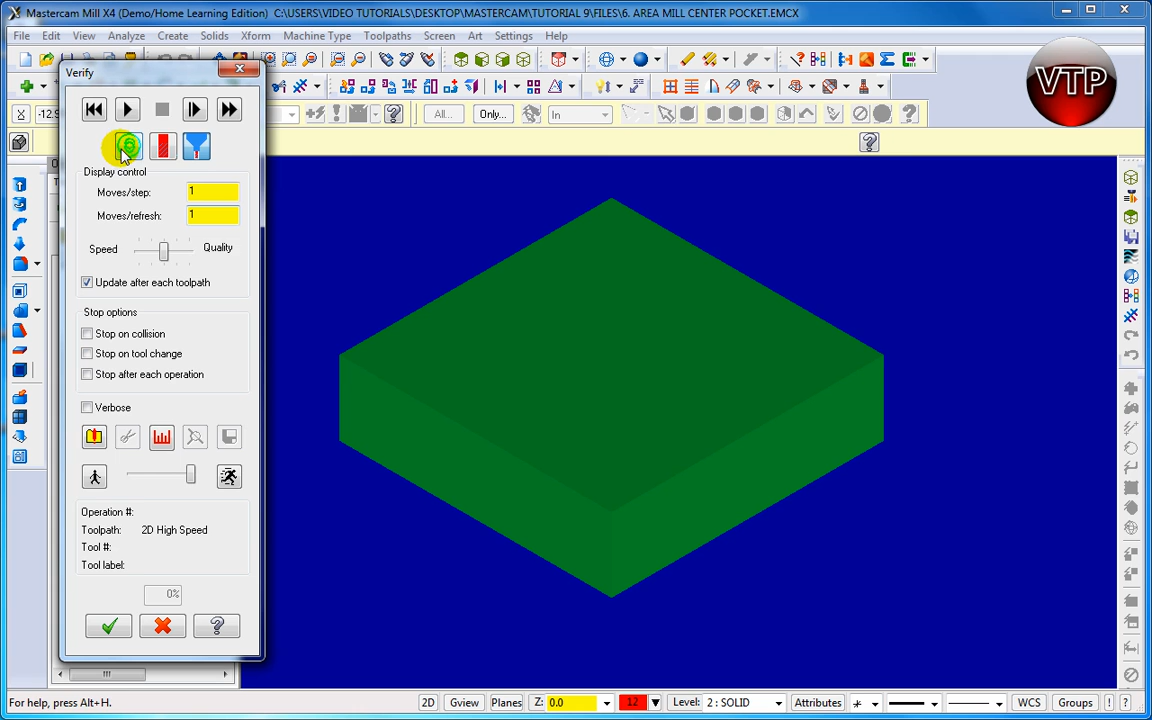 Mastercam Mill X4 (Demo/Home Learning Edition) C:\USERS\VIDEO TUTORIALS\DESKTOP\MASTERCAM\TUTORIAL 9\FILES\6. AREA MILL CENTER POCKET.EMCX
File Edit View Analyze Create Solids Xform Machine Type Toolpaths Screen Art Settings Help
Verify
VTP
X -12.9
All... Only... In
Display control
Moves/step: 1
Moves/refresh: 1
Speed Quality
Update after each toolpath
Stop options
Stop on collision
Stop on tool change
Stop after each operation
Verbose
Operation #:
Toolpath: 2D High Speed
Tool #:
Tool label:
0%
For help, press Alt+H.
2D Gview Planes Z: 0.0 12 Level: 2 : SOLID Attributes WCS Groups ! ?